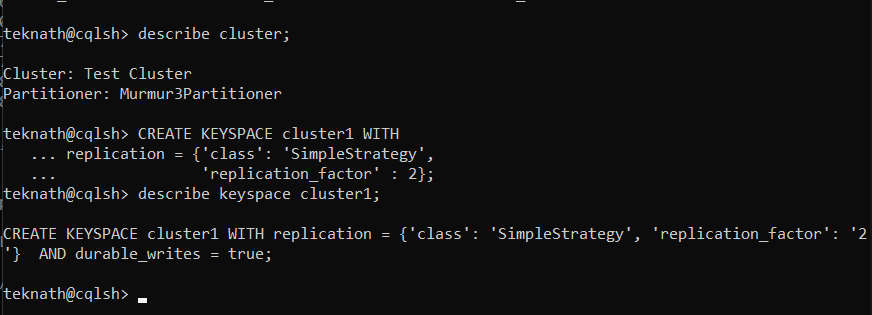 teknath@cqlsh> describe cluster;
Cluster: Test Cluster
Partitioner: Murmur3Partitioner
teknath@cqlsh> CREATE KEYSPACE cluster1 WITH
... replication = {'class': 'SimpleStrategy',
...                'replication_factor' : 2};
teknath@cqlsh> describe keyspace cluster1;
CREATE KEYSPACE cluster1 WITH replication = {'class': 'SimpleStrategy', 'replication_factor': '2
'}  AND durable_writes = true;
teknath@cqlsh>